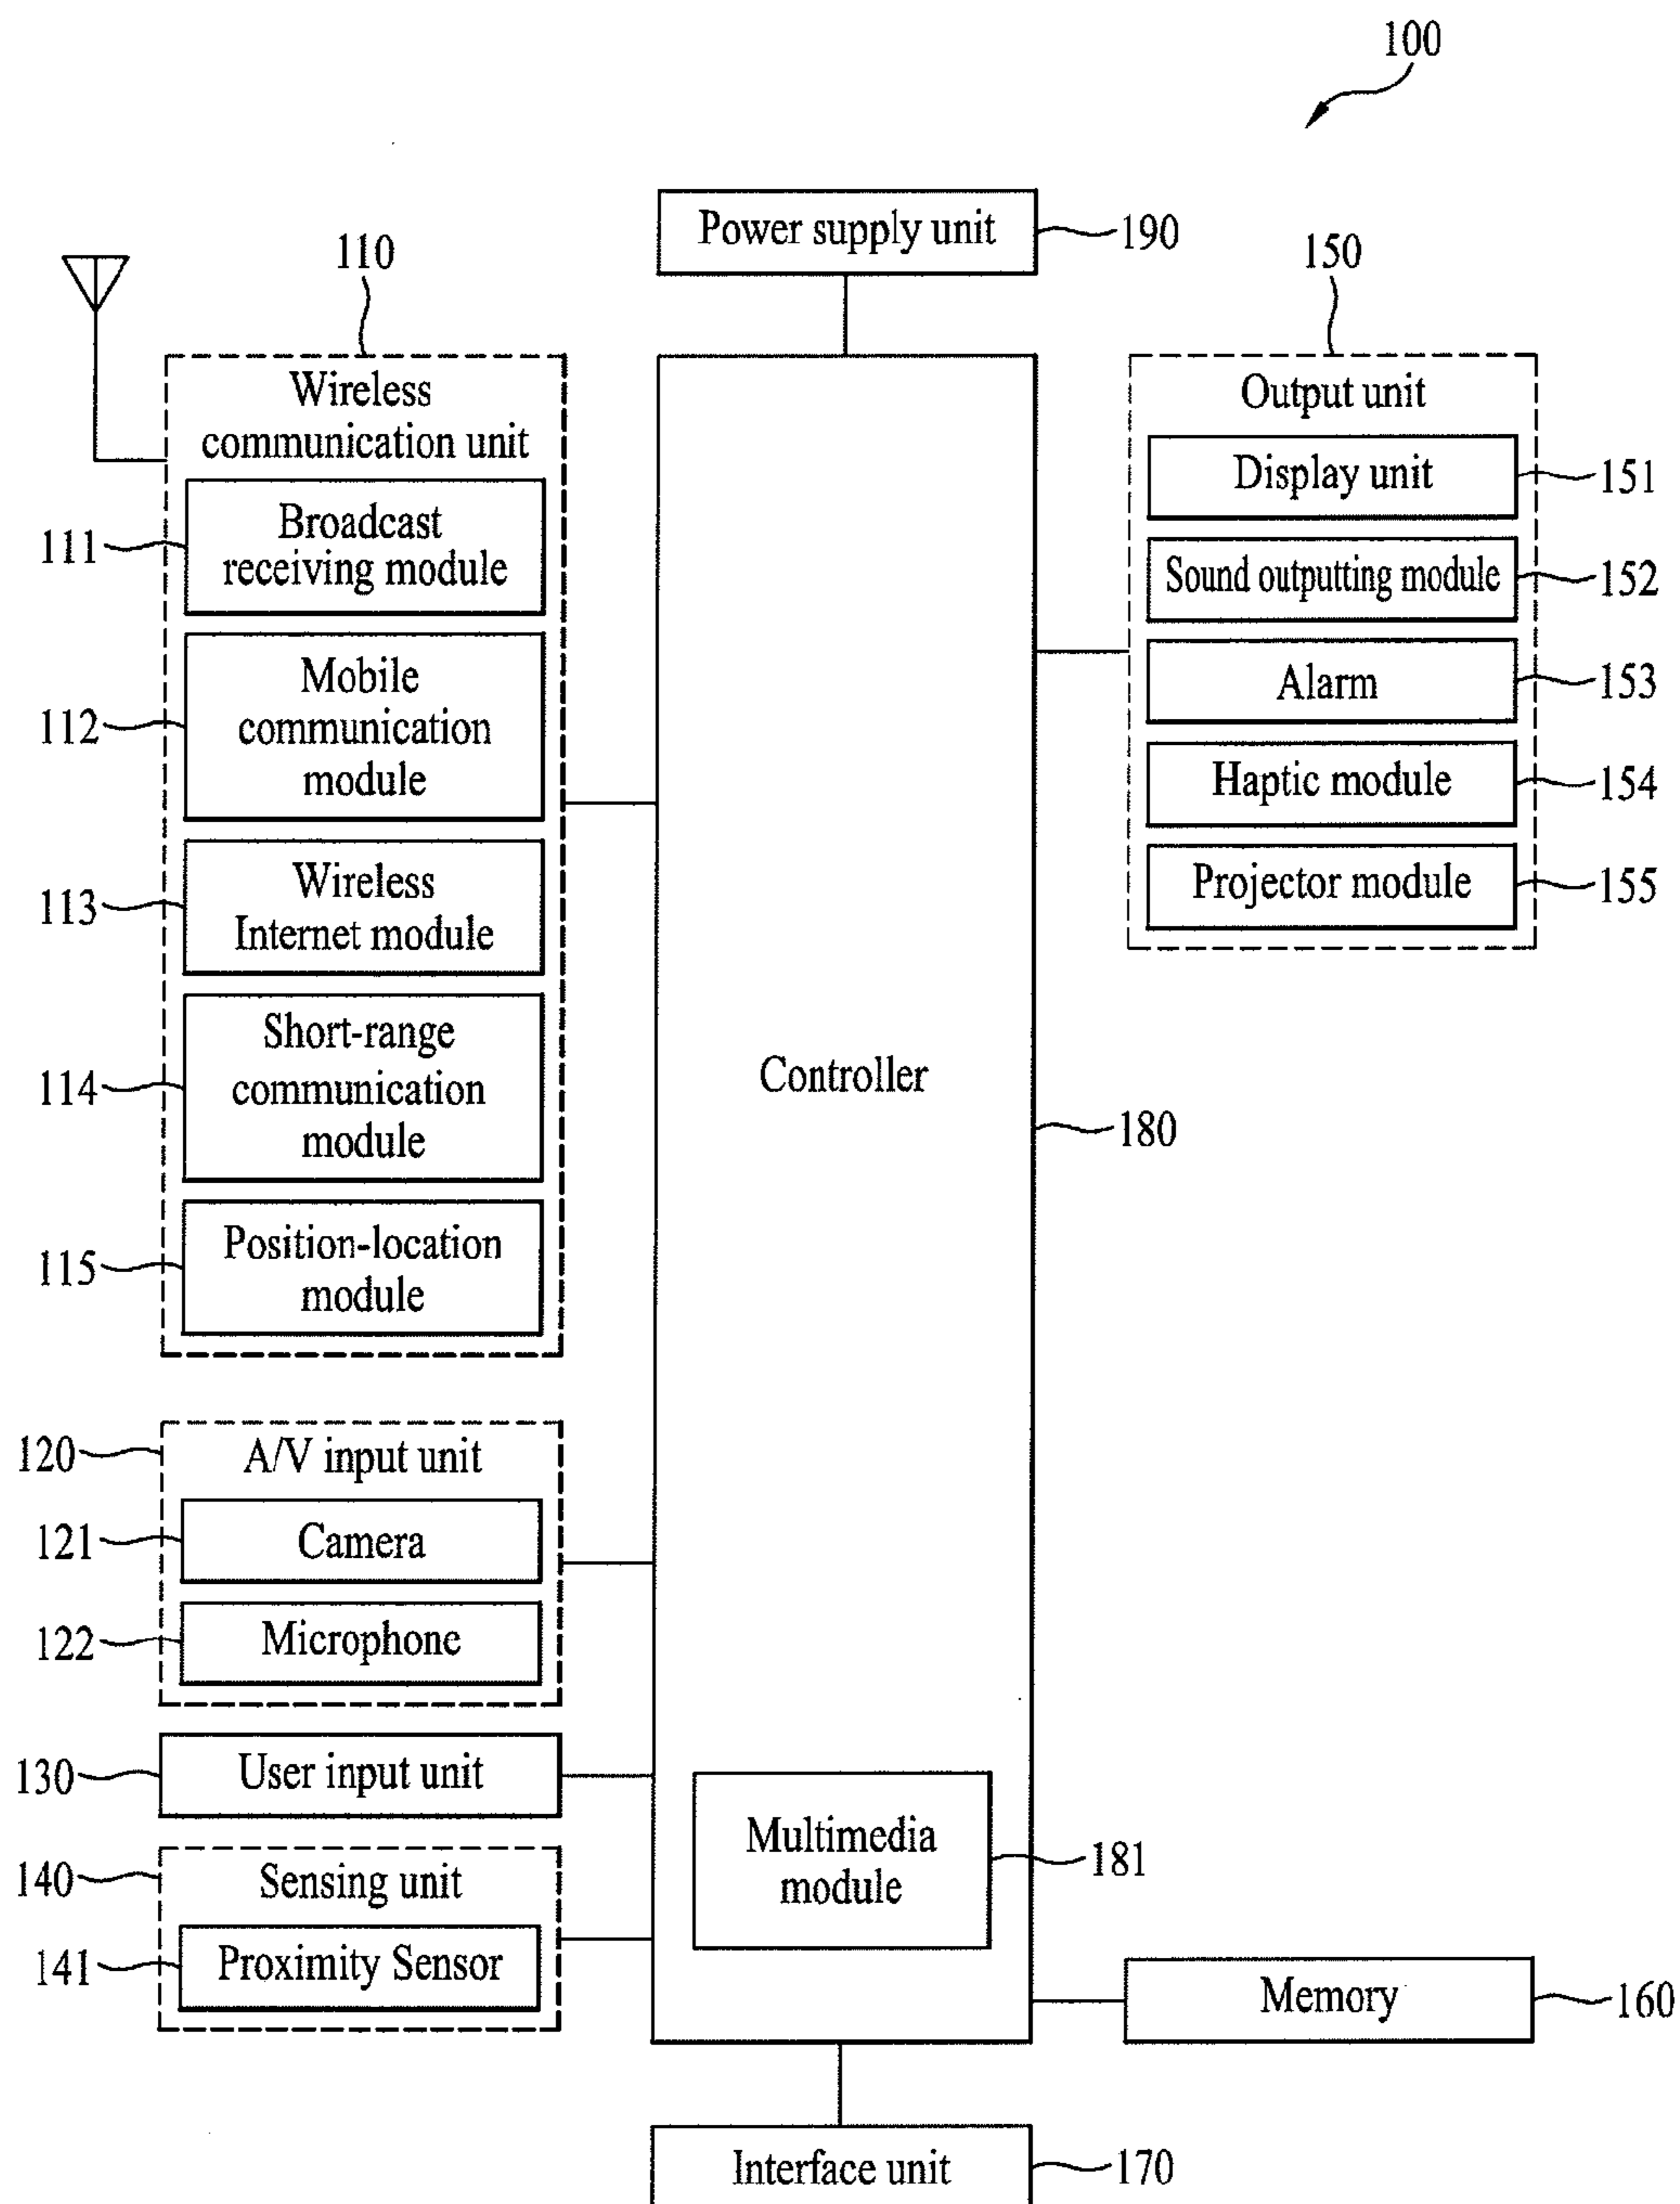 100
Power supply unit
190
110
150
Wireless
communication unit
Broadcast
receiving module
111
Mobile
communication
module
112
Wireless
Internet module
113
Short-range
communication
module
114
Position-location
module
115
Output unit
Display unit
151
Sound outputting module
152
Alarm
153
Haptic module
154
Projector module
155
Controller
180
120
A/V input unit
121
Camera
122
Microphone
130
User input unit
140
Sensing unit
141
Proximity Sensor
Multimedia
module
181
Memory
160
Interface unit
170